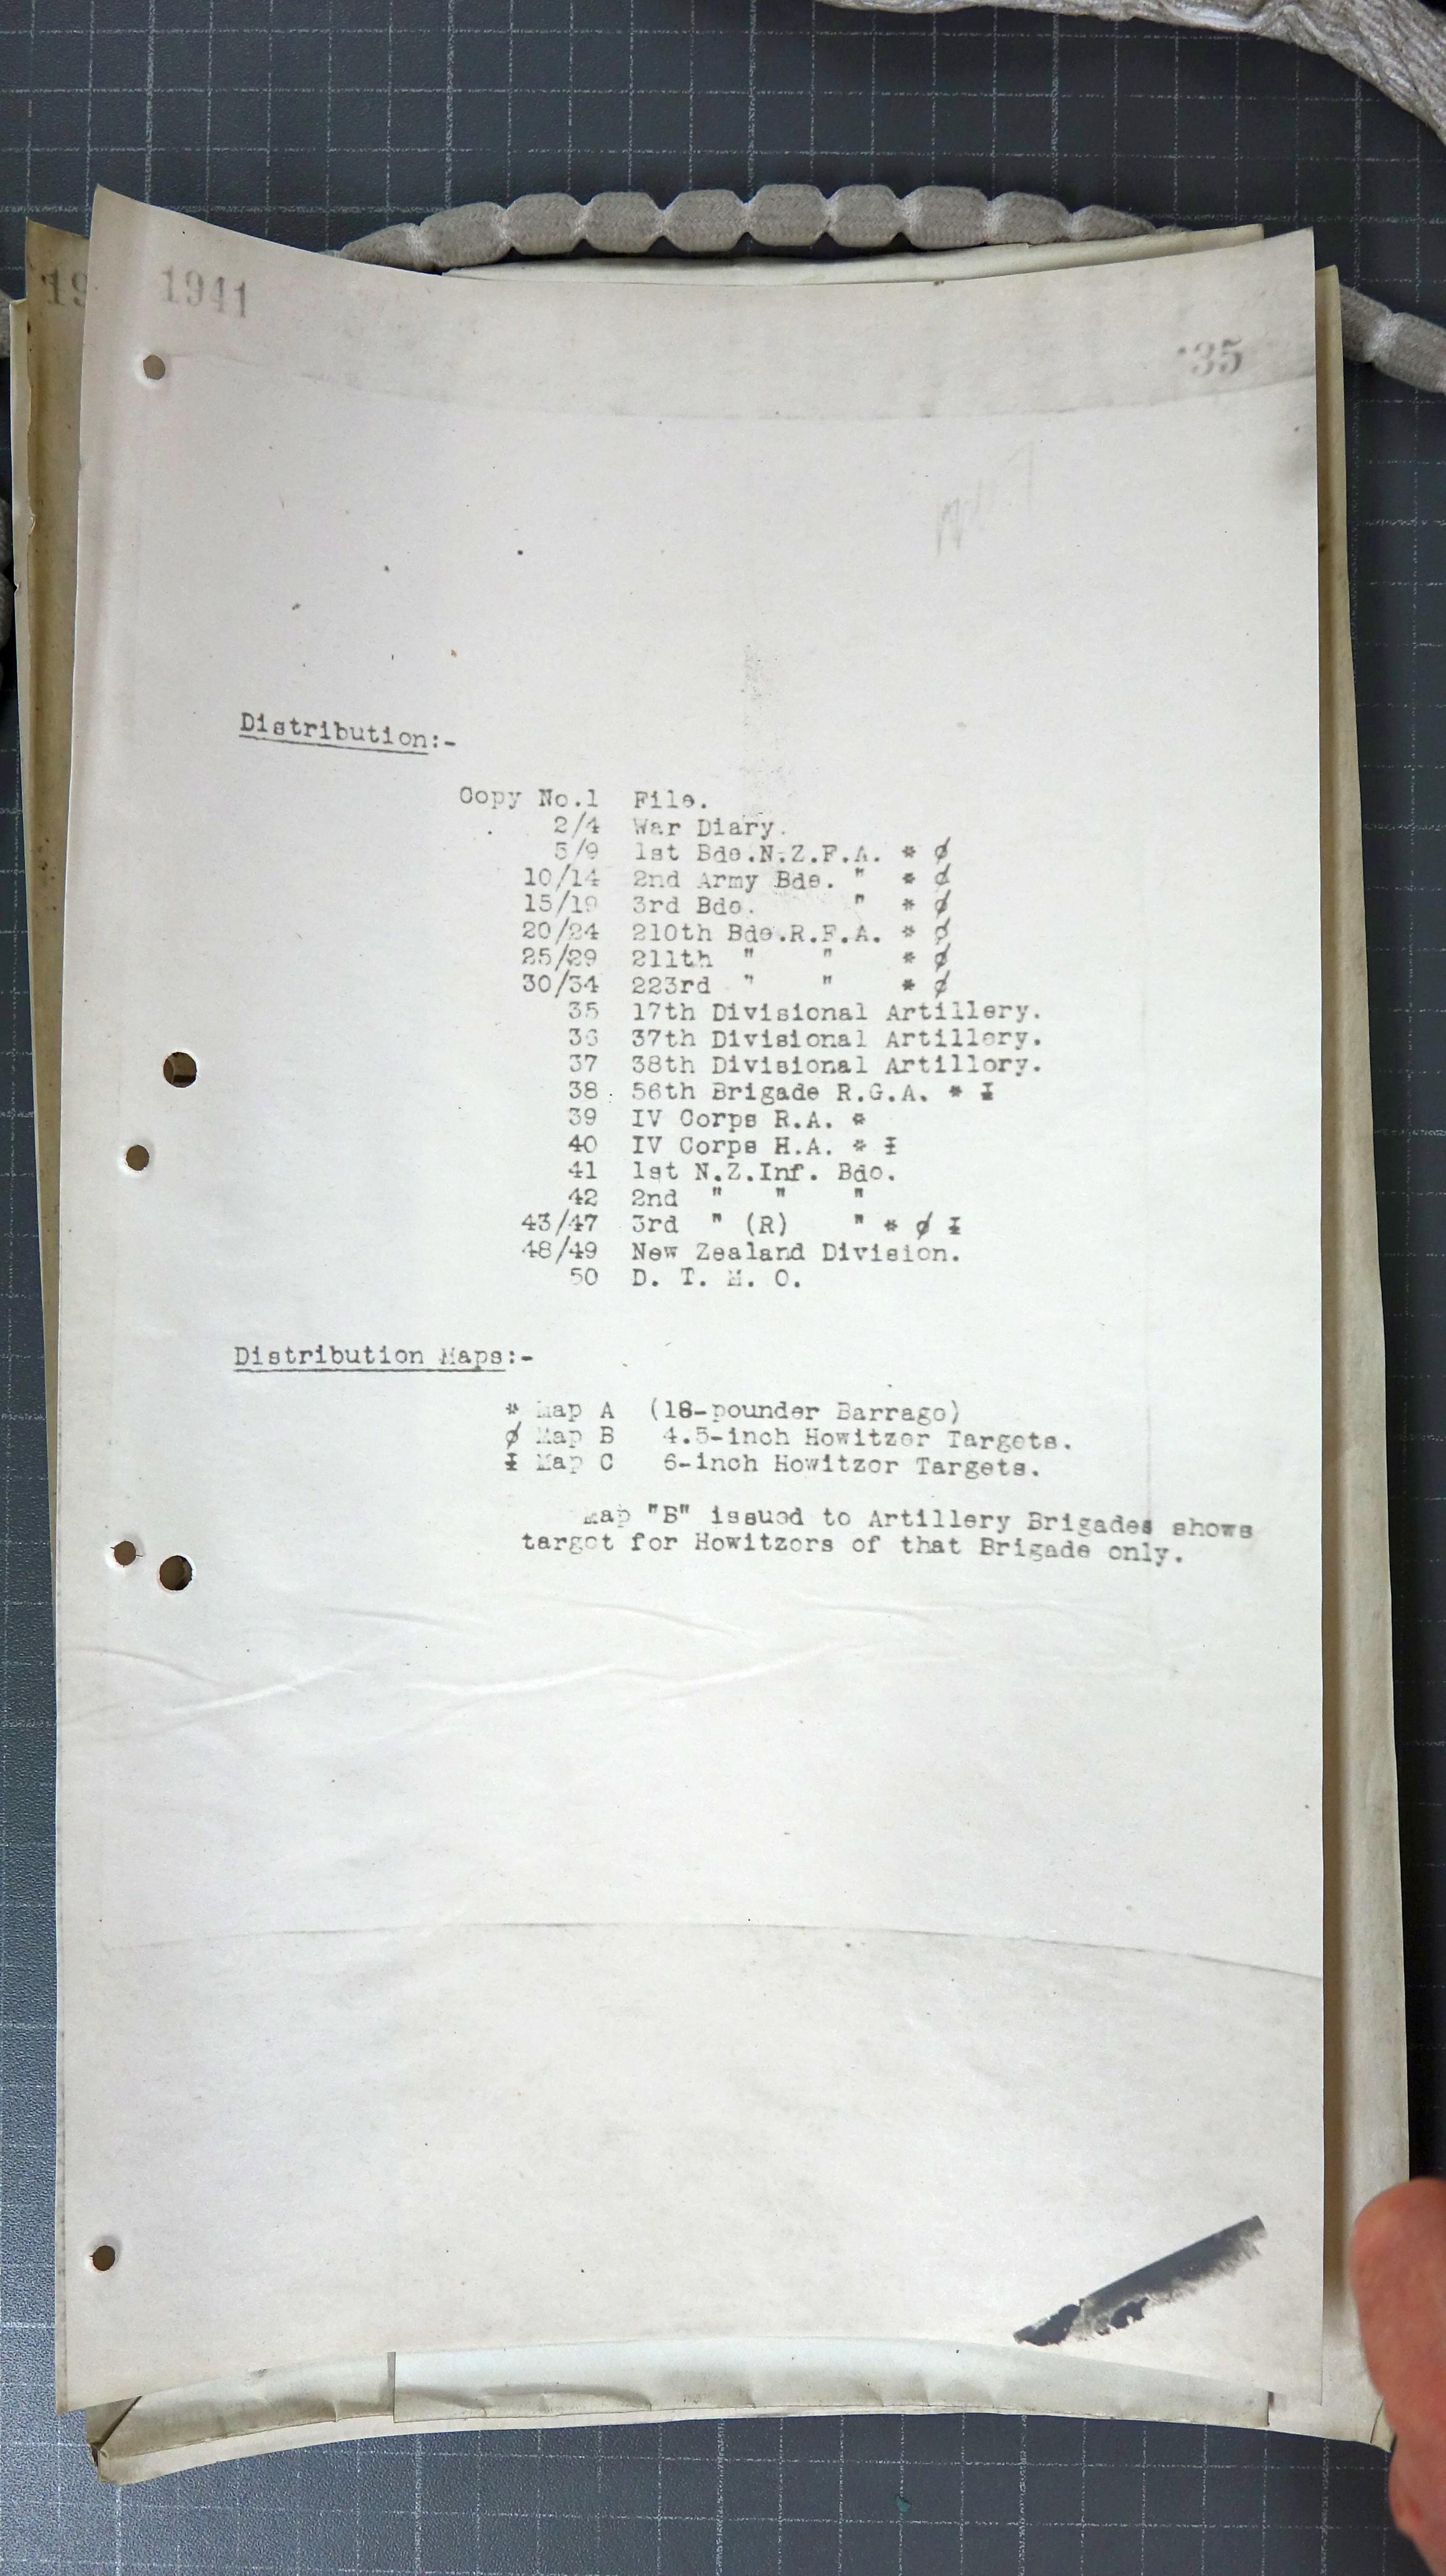 1941
35
Distribution:-
Copy No.1 File.
2/4 War Diary.
5/9 1st Bde.N.Z.F.A. * ∅
10/14 2nd Army Bde. " * ∅
15/19 3rd Bde. " * ∅
20/24 210th Bde.R.F.A. * ∅
25/29 211th " " * ∅
30/34 223rd " " * ∅
35 17th Divisional Artillery.
36 37th Divisional Artillery.
37 38th Divisional Artillery.
38 56th Brigade R.G.A. * I
39 IV Corps R.A. *
40 IV Corps H.A. * I
41 1st N.Z.Inf. Bde.
42 2nd " " "
43/47 3rd " (R) " * ∅ I
48/49 New Zealand Division.
50 D. T. M. O.
Distribution Maps:-
* Map A (18-pounder Barrage)
∅ Map B 4.5-inch Howitzer Targets.
I Map C 6-inch Howitzer Targets.
Map "B" issued to Artillery Brigades shows
target for Howitzers of that Brigade only.